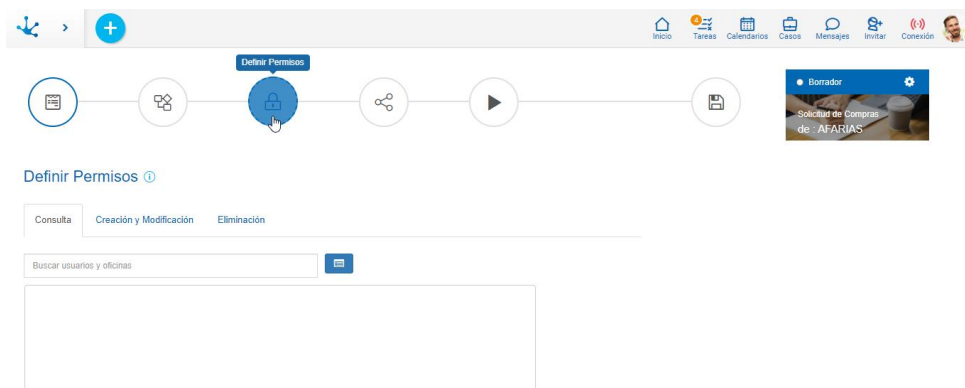 4
Inicio
Tareas
Calendarios
Casos
Mensajes
Invitar
Conexión
Definir Permisos
Borrador
Solicitud de Compras
de : AFARIAS
Definir Permisos
Consulta
Creación y Modificación
Eliminación
Buscar usuarios y oficinas